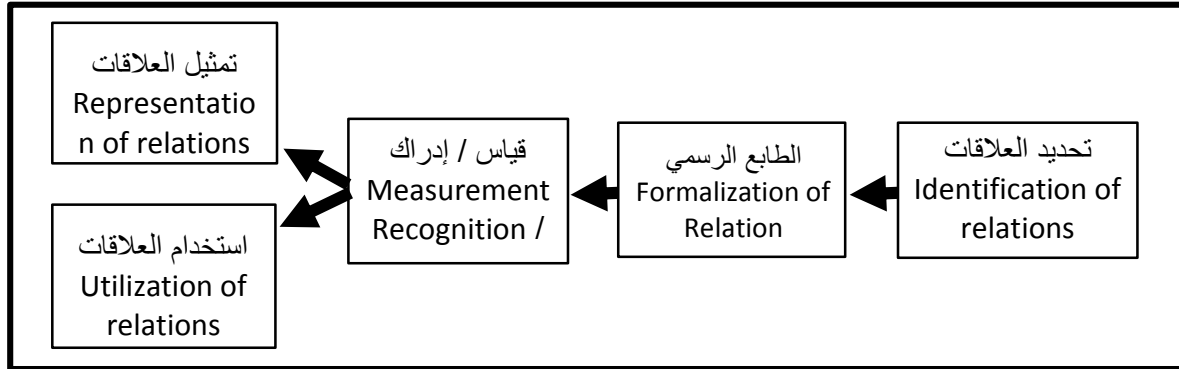 تحديد العلاقات
Identification of
relations
الطابع الرسمي
Formalization of
Relation
قياس / إدراك
Measurement
Recognition /
تمثيل العلاقات
Representatio
n of relations
استخدام العلاقات
Utilization of
relations